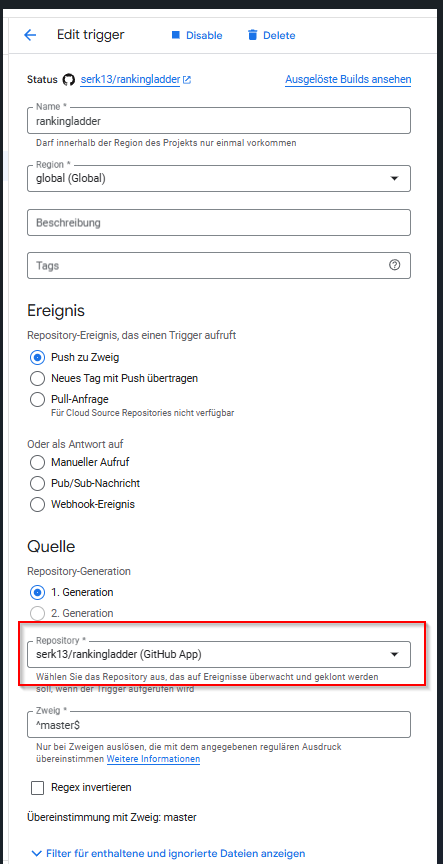 Edit trigger
Disable
Delete
Status
serk13/rankingladder
Ausgelöste Builds ansehen
Name *
rankingladder
Darf innerhalb der Region des Projekts nur einmal vorkommen
Region *
global (Global)
Beschreibung
Tags
Ereignis
Repository-Ereignis, das einen Trigger aufruft
Push zu Zweig
Neues Tag mit Push übertragen
Pull-Anfrage
Für Cloud Source Repositories nicht verfügbar
Oder als Antwort auf
Manueller Aufruf
Pub/Sub-Nachricht
Webhook-Ereignis
Quelle
Repository-Generation
1. Generation
2. Generation
Repository *
serk13/rankingladder (GitHub App)
Wählen Sie das Repository aus, das auf Ereignisse überwacht und geklont werden
soll, wenn der Trigger aufgerufen wird
Zweig *
^master$
Nur bei Zweigen auslösen, die mit dem angegebenen regulären Ausdruck
übereinstimmen Weitere Informationen
Regex invertieren
Übereinstimmung mit Zweig: master
Filter für enthaltene und ignorierte Dateien anzeigen